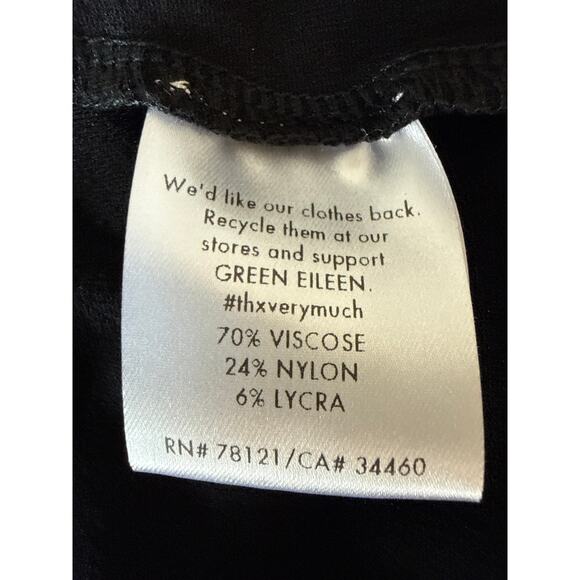 We'd like our clothes back.
Recycle them at our
stores and support
GREEN EILEEN.
#thxverymuch
70% VISCOSE
24% NYLON
6% LYCRA
RN# 78121/CA# 34460